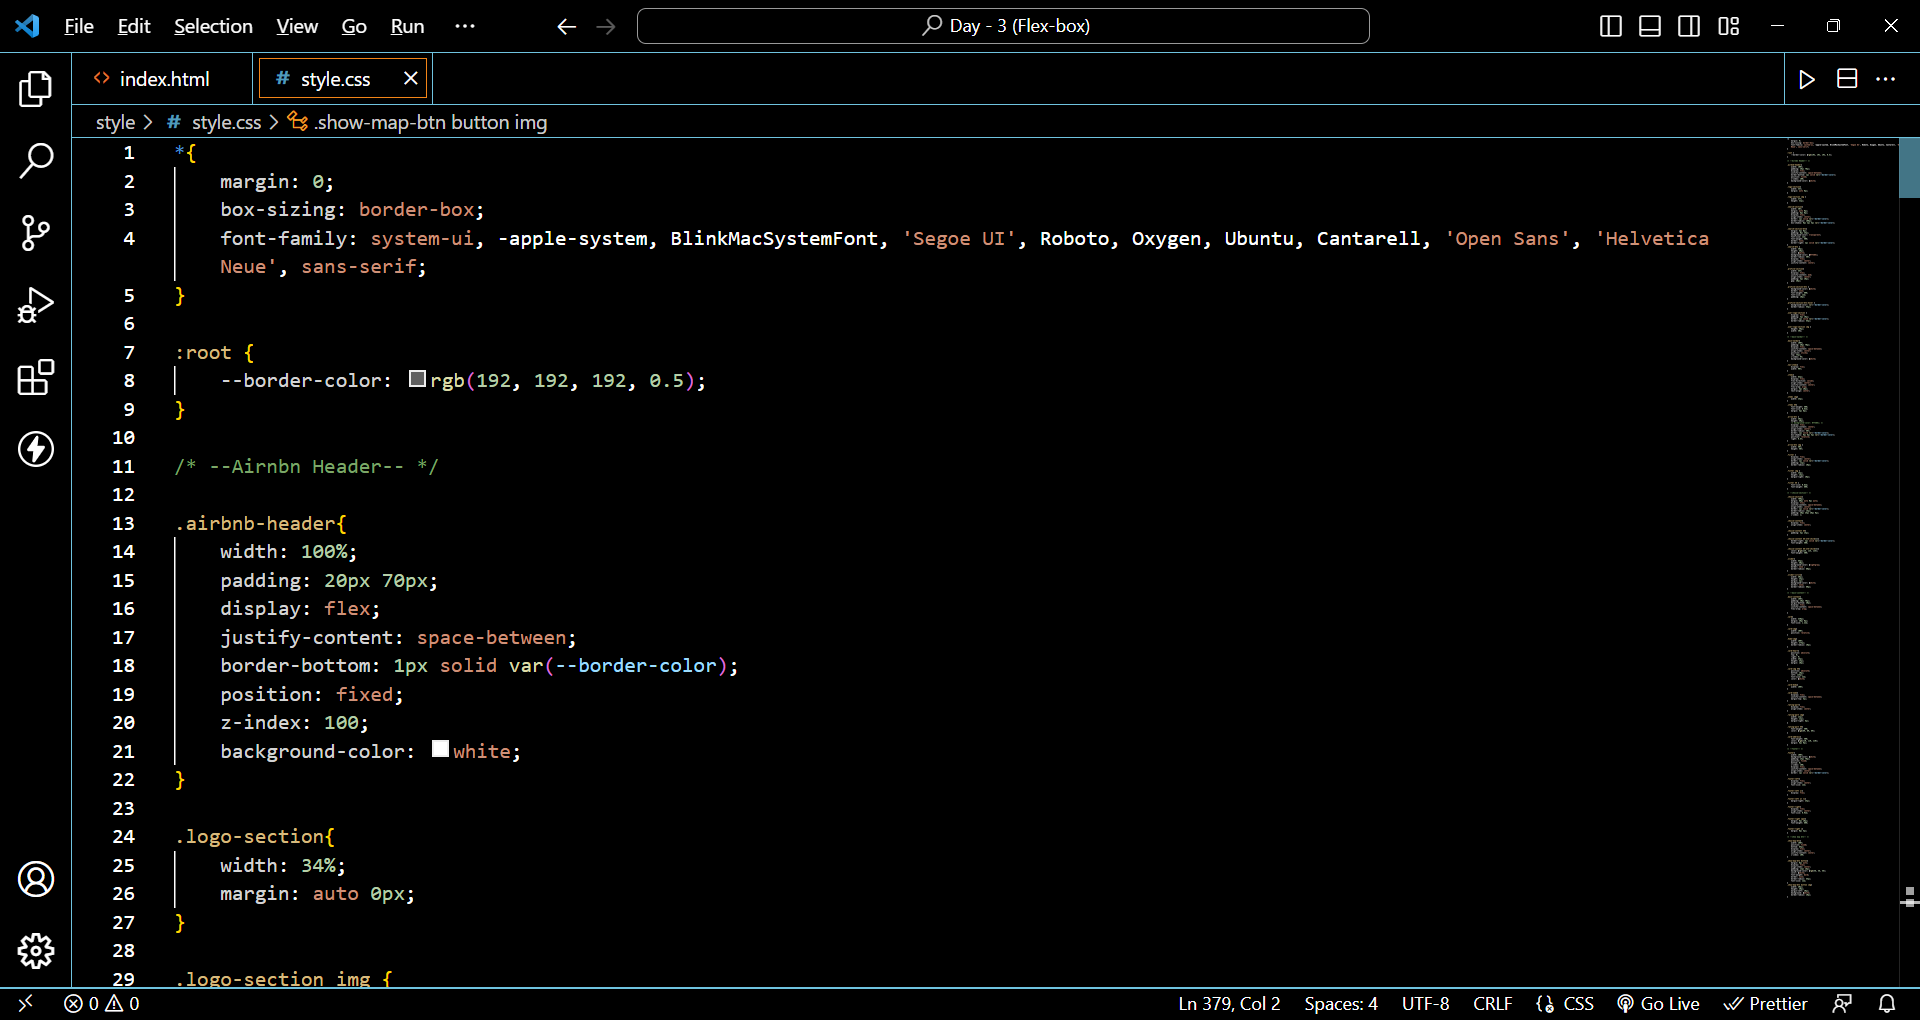 File Edit Selection View Go Run ··· Day - 3 (Flex-box)
index.html # style.css
style > # style.css > .show-map-btn button img
1 *{
2 margin: 0;
3 box-sizing: border-box;
4 font-family: system-ui, -apple-system, BlinkMacSystemFont, 'Segoe UI', Roboto, Oxygen, Ubuntu, Cantarell, 'Open Sans', 'Helvetica
Neue', sans-serif;
5 }
6
7 :root {
8 --border-color: rgb(192, 192, 192, 0.5);
9 }
10
11 /* --Airnbn Header-- */
12
13 .airbnb-header{
14 width: 100%;
15 padding: 20px 70px;
16 display: flex;
17 justify-content: space-between;
18 border-bottom: 1px solid var(--border-color);
19 position: fixed;
20 z-index: 100;
21 background-color: white;
22 }
23
24 .logo-section{
25 width: 34%;
26 margin: auto 0px;
27 }
28
29 .logo-section img {
0 0 Ln 379, Col 2 Spaces: 4 UTF-8 CRLF CSS Go Live Prettier